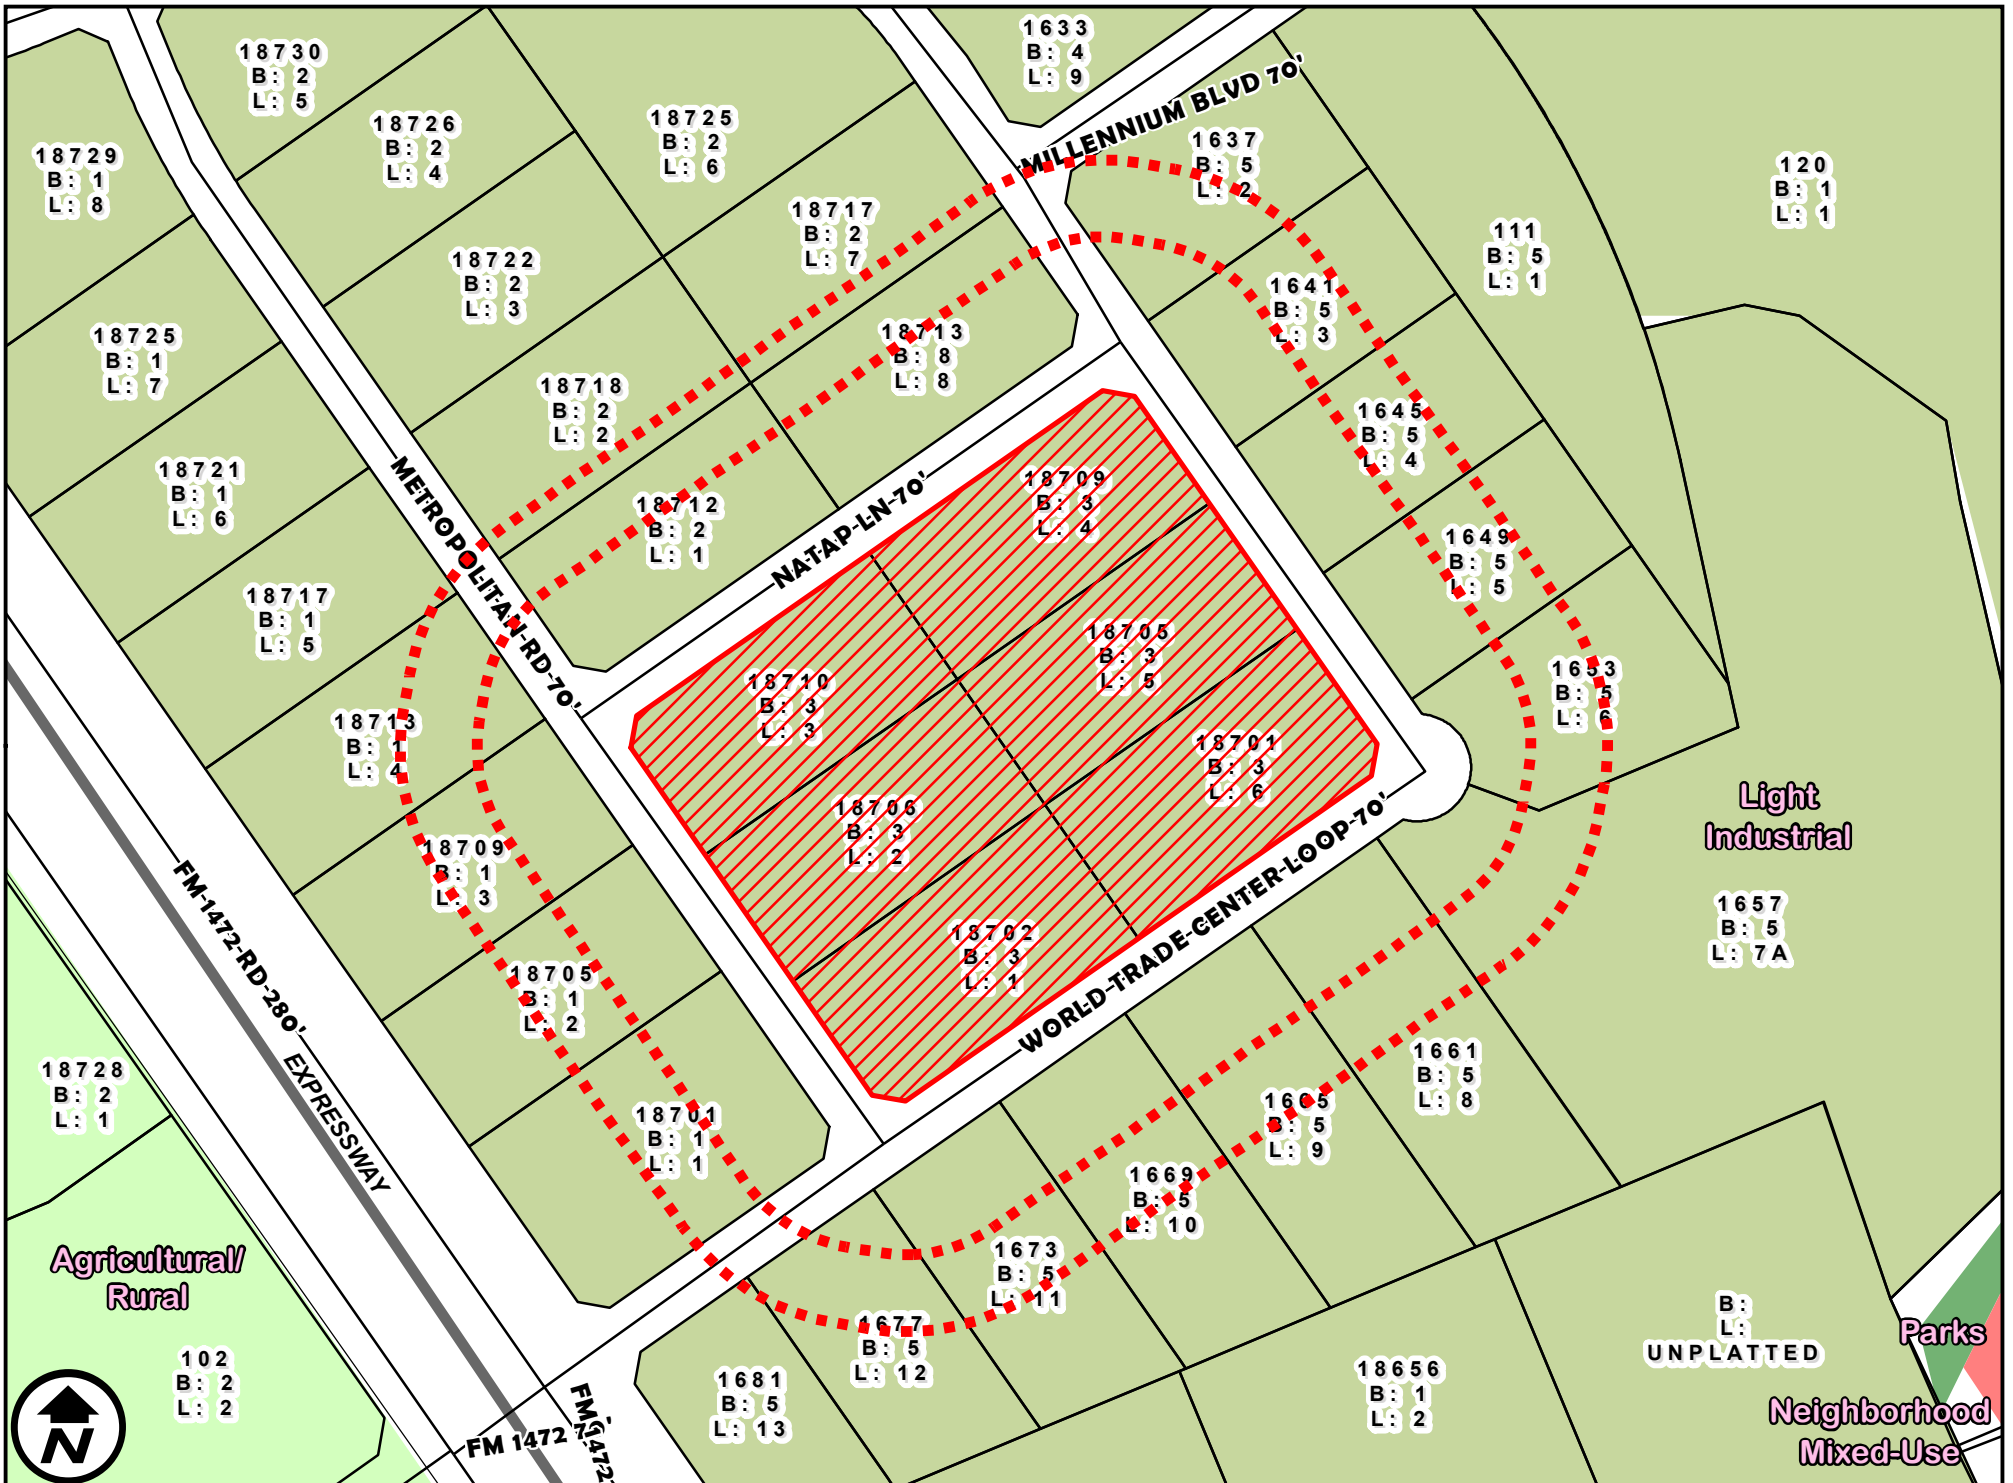 1633
B: 4
L: 9
18730
B: 2
L: 5
MILLENNIUM BLVD 70'
18726
B: 2
L: 4
18725
B: 2
L: 6
1637
B: 5
L: 2
18729
B: 1
L: 8
120
B: 1
L: 1
18717
B: 2
L: 7
111
B: 5
L: 1
18722
B: 2
L: 3
1641
B: 5
L: 3
18725
B: 1
L: 7
18713
B: 8
L: 8
18718
B: 2
L: 2
1645
B: 5
L: 4
18721
B: 1
L: 6
METROPOLITAN-RD-70'
18712
B: 2
L: 1
NATAP-LN-70'
18709
B: 3
L: 4
1649
B: 5
L: 5
18717
B: 1
L: 5
18705
B: 3
L: 5
1653
B: 5
L: 6
18710
B: 3
L: 3
18713
B: 1
L: 4
18701
B: 3
L: 6
Light
Industrial
18706
B: 3
L: 2
18709
B: 1
L: 3
WORLD-TRADE-CENTER-LOOP-70'
1657
B: 5
L: 7A
FM-1472-RD-280'
EXPRESSWAY
18702
B: 3
L: 1
18705
B: 1
L: 2
1661
B: 5
L: 8
18728
B: 2
L: 1
1665
B: 5
L: 9
18701
B: 1
L: 1
1669
B: 5
L: 10
Agricultural/
Rural
1673
B: 5
L: 11
1677
B: 5
L: 12
B:
L:
UNPLATTED
Parks
102
B: 2
L: 2
1681
B: 5
L: 13
18656
B: 1
L: 2
Neighborhood
Mixed-Use
N
FM 1472